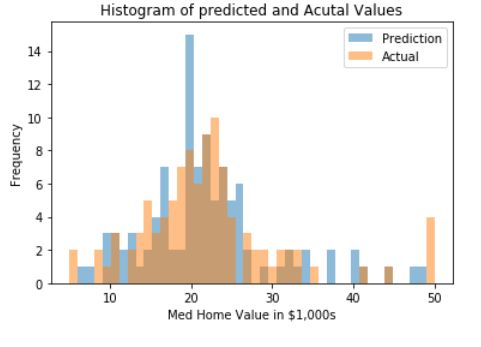 Histogram of predicted and Acutal Values
Prediction
Actual
14
12
10
8
6
4
2
0
Frequency
10
20
30
40
50
Med Home Value in $1,000s